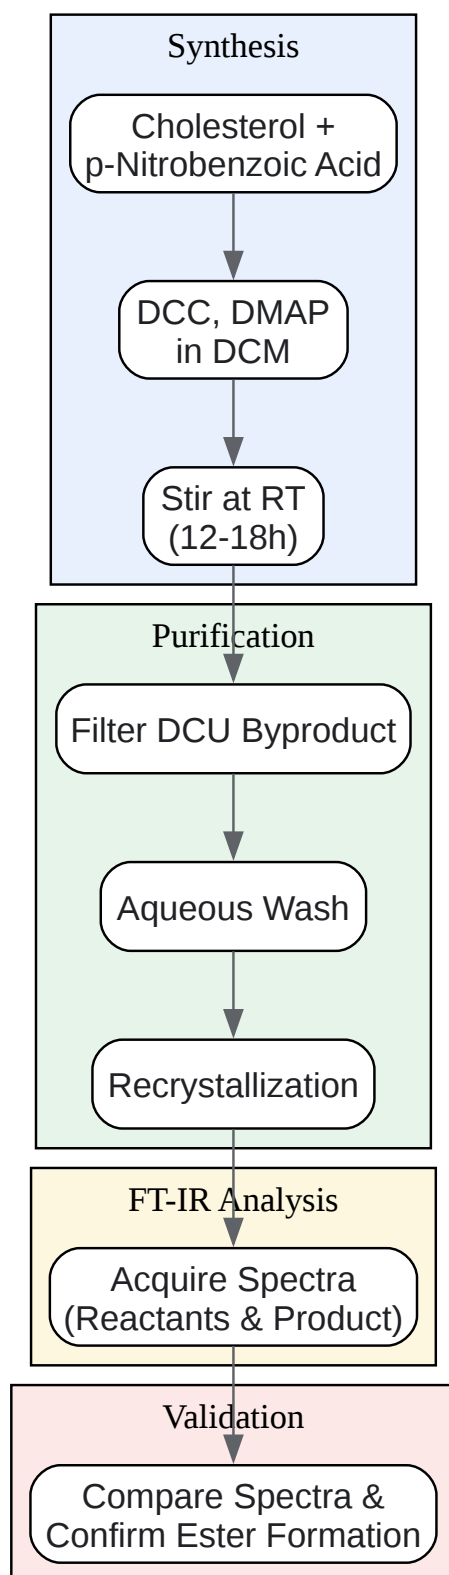 Synthesis
Cholesterol +
p-Nitrobenzoic Acid
DCC, DMAP
in DCM
Stir at RT
(12-18h)
Purification
Filter DCU Byproduct
Aqueous Wash
Recrystallization
FT-IR Analysis
Acquire Spectra
(Reactants & Product)
Validation
Compare Spectra &
Confirm Ester Formation